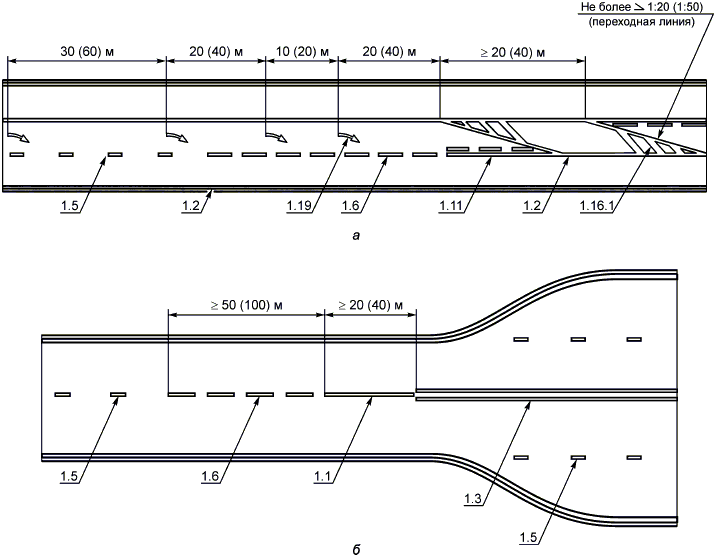 Не более ⦣ 1:20 (1:50)
(переходная линия)
30 (60) м
20 (40) м
10 (20) м
20 (40) м
≥ 20 (40) м
1.5
1.2
1.19
1.6
1.11
1.2
1.16.1
а
≥ 50 (100) м
≥ 20 (40) м
1.5
1.6
1.1
1.3
1.5
б